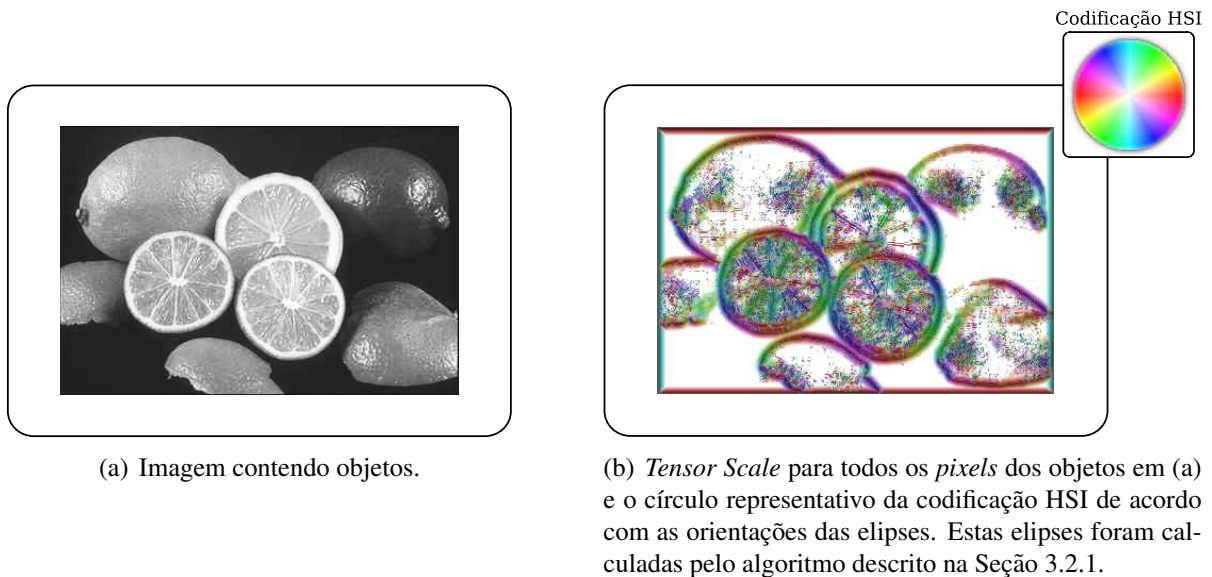 Codificação HSI
(a) Imagem contendo objetos.
(b) Tensor Scale para todos os pixels dos objetos em (a)
e o círculo representativo da codificação HSI de acordo
com as orientações das elipses. Estas elipses foram cal-
culadas pelo algoritmo descrito na Seção 3.2.1.